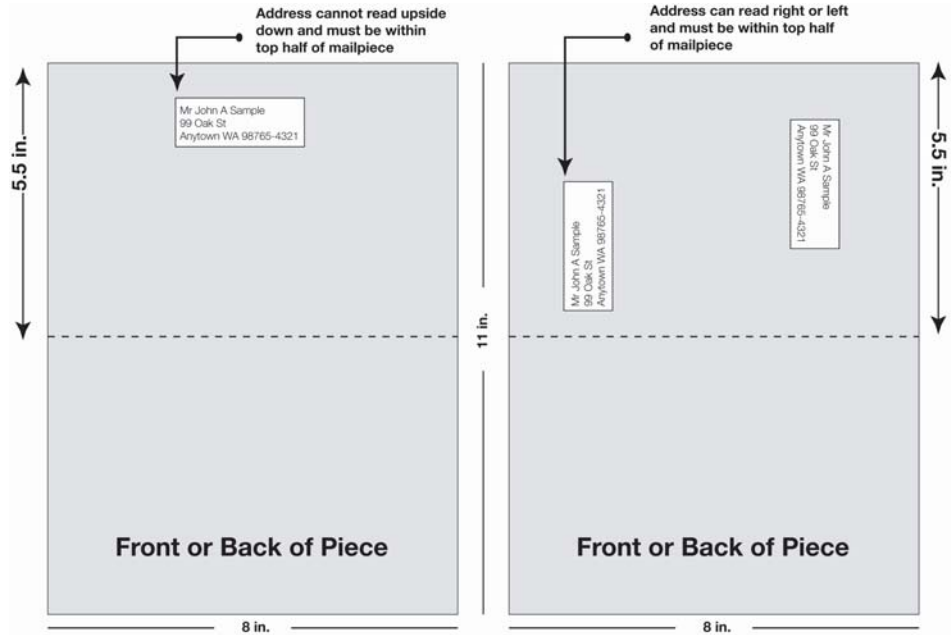 Address cannot read upside
down and must be within
top half of mailpiece
Mr John A Sample
99 Oak St
Anytown WA 98765-4321
5.5 in.
Front or Back of Piece
8 in.
11 in.
Address can read right or left
and must be within top half
of mailpiece
Mr John A Sample
99 Oak St
Anytown WA 98765-4321
Mr John A Sample
99 Oak St
Anytown WA 98765-4321
5.5 in.
Front or Back of Piece
8 in.